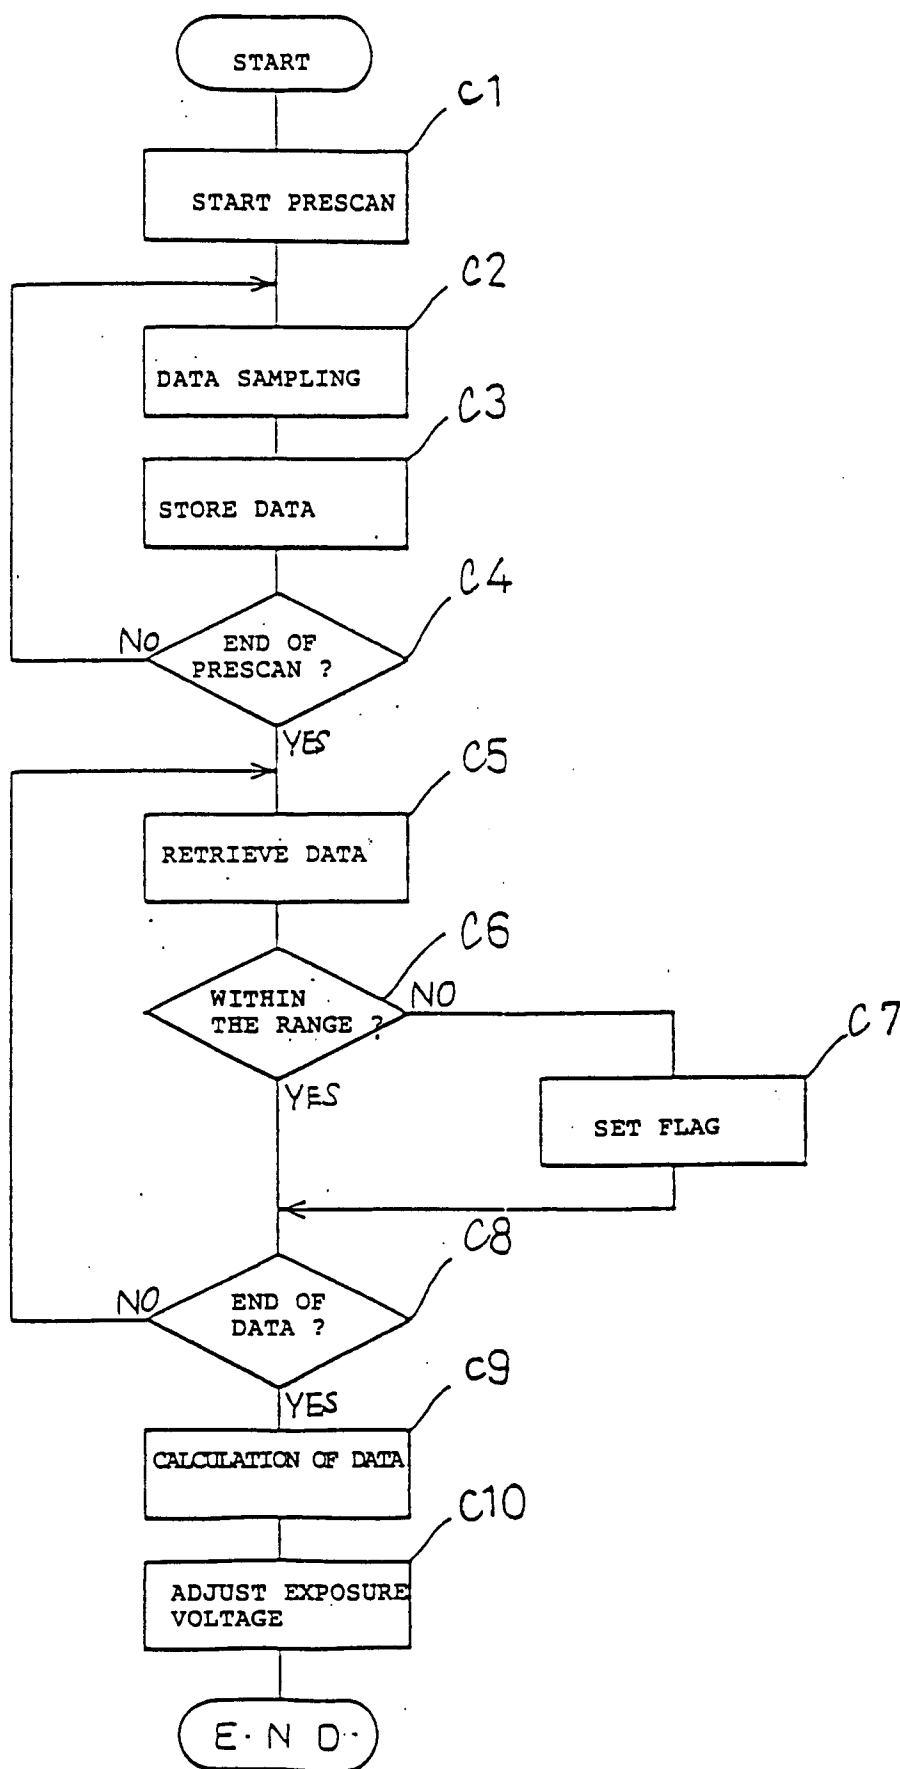 START
C1
START PRESCAN
C2
DATA SAMPLING
C3
STORE DATA
C4
NO
END OF
PRESCAN ?
YES
C5
RETRIEVE DATA
C6
WITHIN
THE RANGE ?
NO
C7
YES
SET FLAG
C8
NO
END OF
DATA ?
YES
C9
CALCULATION OF DATA
C10
ADJUST EXPOSURE
VOLTAGE
END